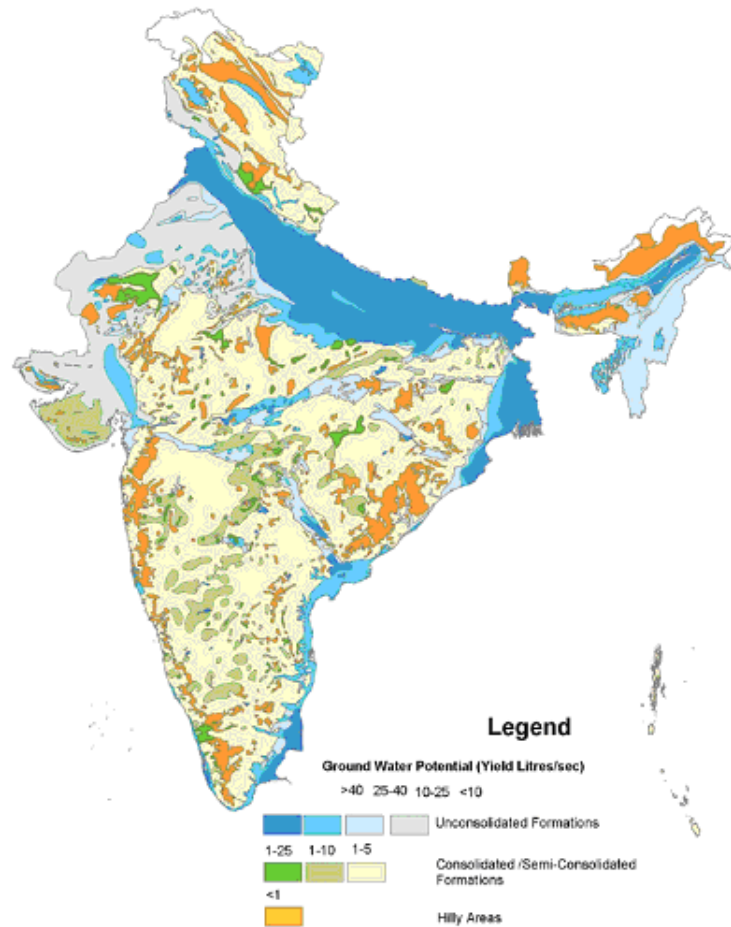 Legend
Ground Water Potential (Yield Litres/sec)
>40 25-40 10-25 <10
Unconsolidated Formations
1-25 1-10 1-5
Consolidated /Semi-Consolidated
Formations
<1
Hilly Areas